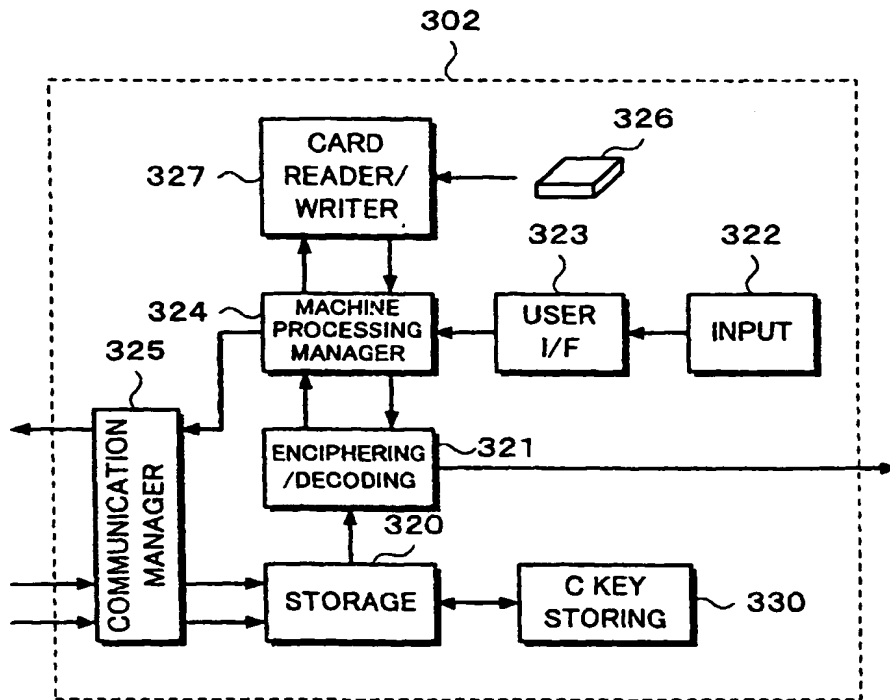 302
CARD
READER/
WRITER
327
326
323
322
324
MACHINE
PROCESSING
MANAGER
USER
I/F
INPUT
325
COMMUNICATION
MANAGER
ENCIPHERING
/DECODING
321
320
STORAGE
C KEY
STORING
330